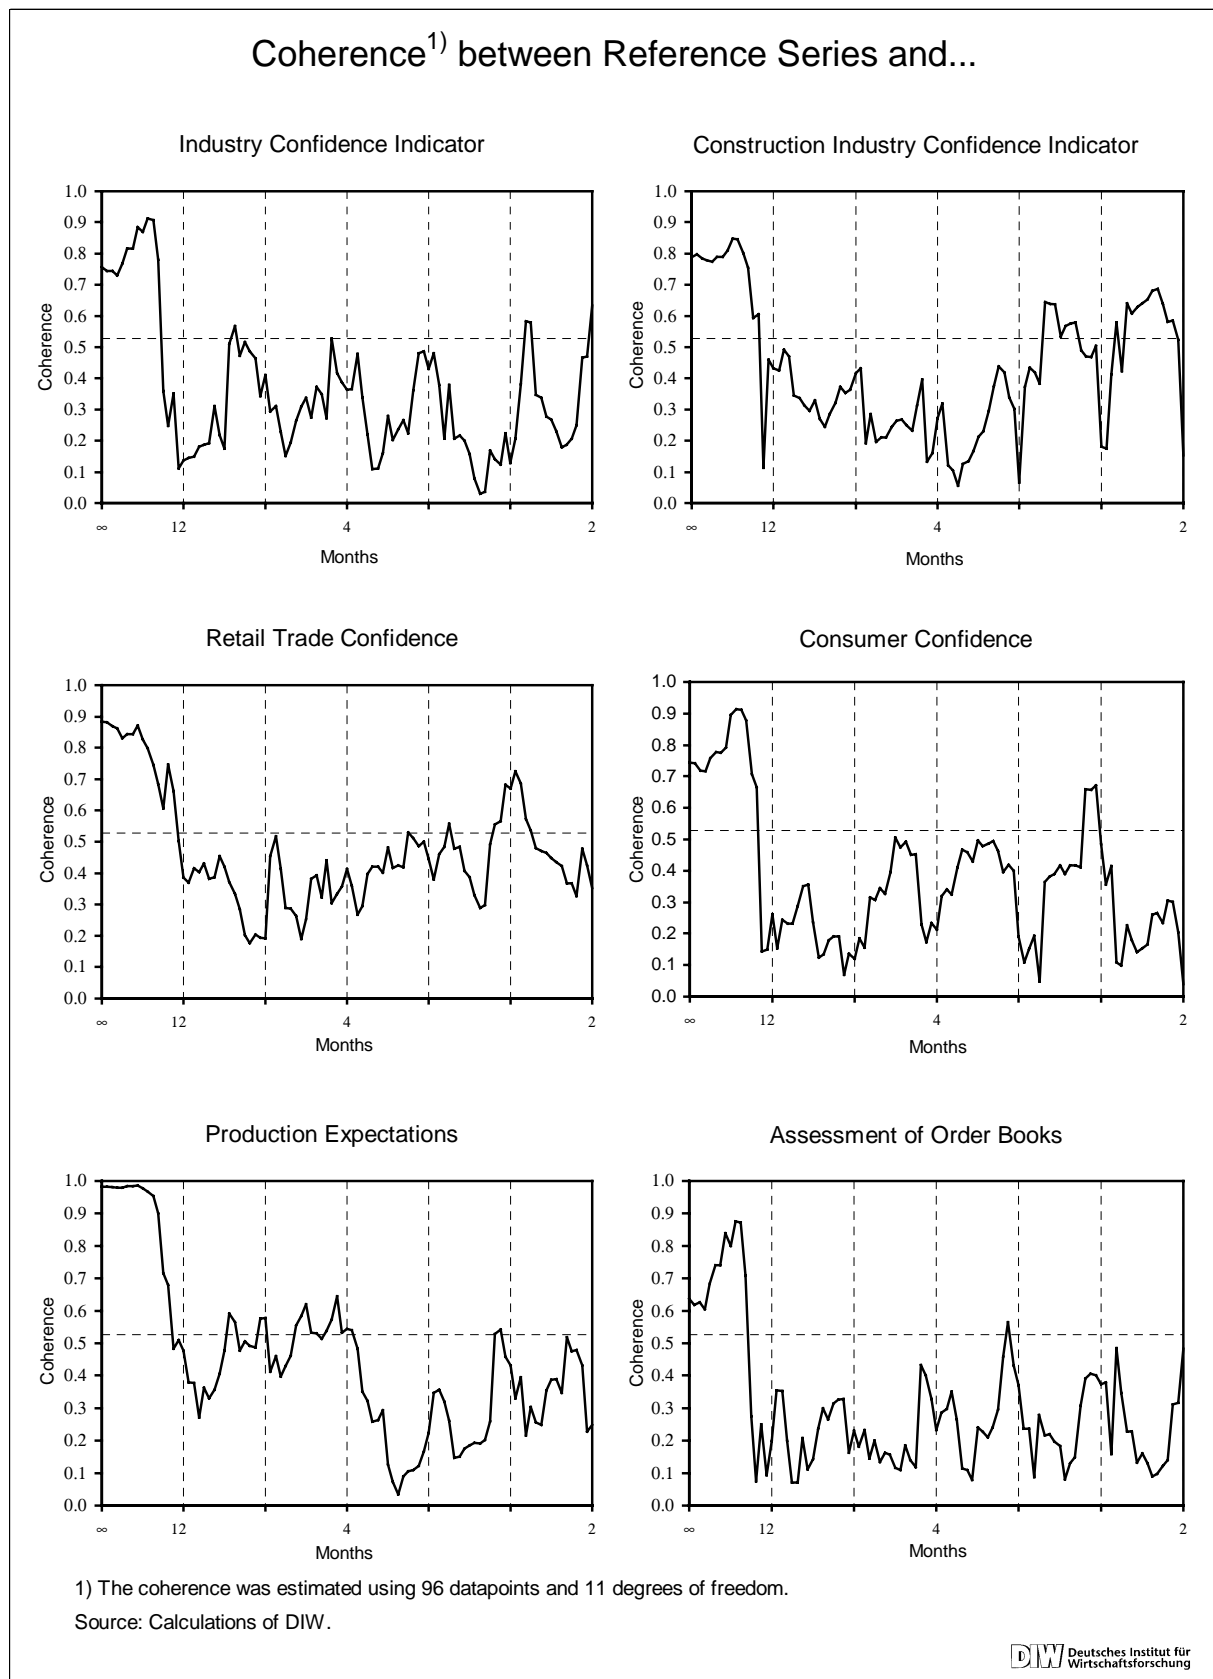 Coherence1) between Reference Series and...
Industry Confidence Indicator
1.0
0.9
0.8
0.7
0.6
0.5
0.4
0.3
0.2
0.1
0.0
Coherence
∞ 12 4 2
Months
Construction Industry Confidence Indicator
1.0
0.9
0.8
0.7
0.6
0.5
0.4
0.3
0.2
0.1
0.0
Coherence
∞ 12 4 2
Months
Retail Trade Confidence
1.0
0.9
0.8
0.7
0.6
0.5
0.4
0.3
0.2
0.1
0.0
Coherence
∞ 12 4 2
Months
Consumer Confidence
1.0
0.9
0.8
0.7
0.6
0.5
0.4
0.3
0.2
0.1
0.0
Coherence
∞ 12 4 2
Months
Production Expectations
1.0
0.9
0.8
0.7
0.6
0.5
0.4
0.3
0.2
0.1
0.0
Coherence
∞ 12 4 2
Months
Assessment of Order Books
1.0
0.9
0.8
0.7
0.6
0.5
0.4
0.3
0.2
0.1
0.0
Coherence
∞ 12 4 2
Months
1) The coherence was estimated using 96 datapoints and 11 degrees of freedom.
Source: Calculations of DIW.
DIW Deutsches Institut für
Wirtschaftsforschung